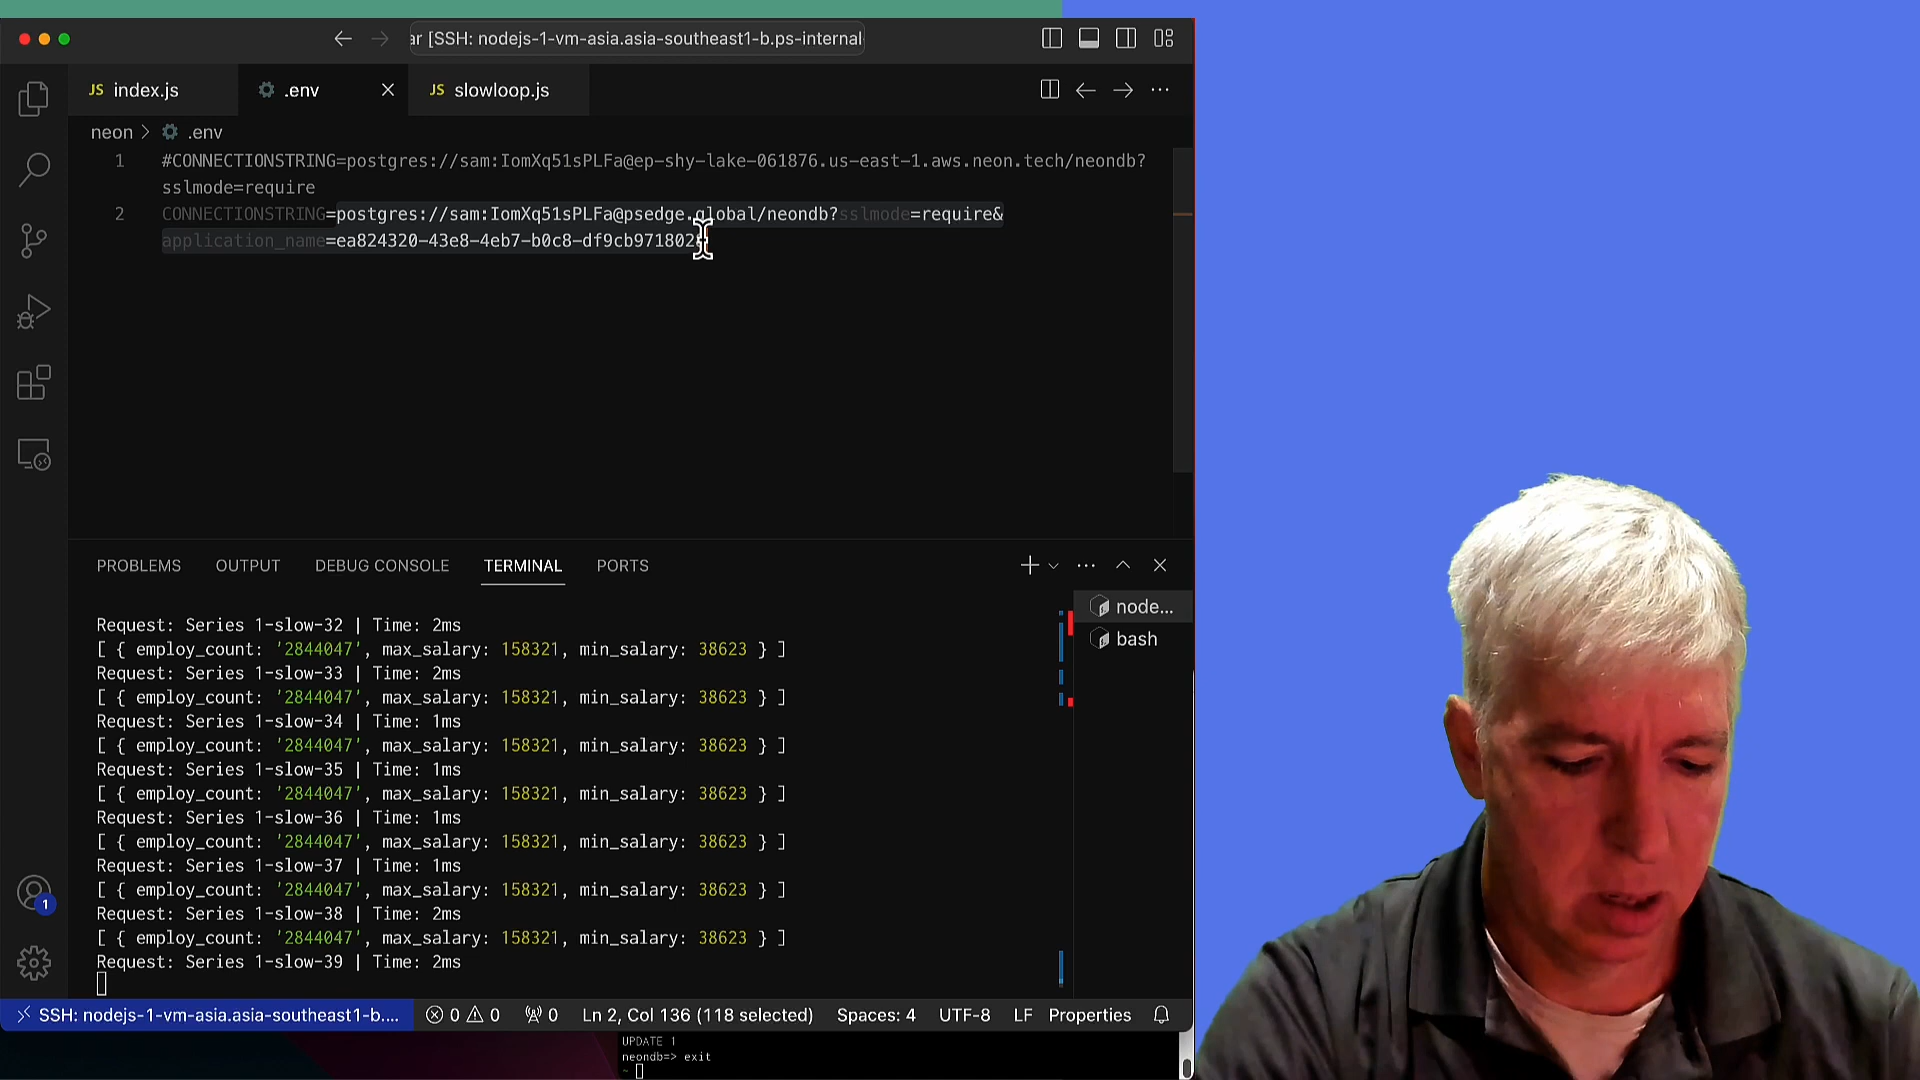 ar [SSH: nodejs-1-vm-asia.asia-southeast1-b.ps-internal
JS index.js
.env
JS slowloop.js
neon > .env
1 #CONNECTIONSTRING=postgres://sam:IomXq51sPLFa@ep-shy-lake-061876.us-east-1.aws.neon.tech/neondb?
sslmode=require
2 CONNECTIONSTRING=postgres://sam:IomXq51sPLFa@psedge.global/neondb?sslmode=require&
application_name=ea824320-43e8-4eb7-b0c8-df9cb971802
PROBLEMS OUTPUT DEBUG CONSOLE TERMINAL PORTS
node...
bash
Request: Series 1-slow-32 | Time: 2ms
[ { employ_count: '2844047', max_salary: 158321, min_salary: 38623 } ]
Request: Series 1-slow-33 | Time: 2ms
[ { employ_count: '2844047', max_salary: 158321, min_salary: 38623 } ]
Request: Series 1-slow-34 | Time: 1ms
[ { employ_count: '2844047', max_salary: 158321, min_salary: 38623 } ]
Request: Series 1-slow-35 | Time: 1ms
[ { employ_count: '2844047', max_salary: 158321, min_salary: 38623 } ]
Request: Series 1-slow-36 | Time: 1ms
[ { employ_count: '2844047', max_salary: 158321, min_salary: 38623 } ]
Request: Series 1-slow-37 | Time: 1ms
[ { employ_count: '2844047', max_salary: 158321, min_salary: 38623 } ]
Request: Series 1-slow-38 | Time: 2ms
[ { employ_count: '2844047', max_salary: 158321, min_salary: 38623 } ]
Request: Series 1-slow-39 | Time: 2ms
1
SSH: nodejs-1-vm-asia.asia-southeast1-b.... 0 0 0 Ln 2, Col 136 (118 selected) Spaces: 4 UTF-8 LF Properties
UPDATE 1
neondb=> exit
~